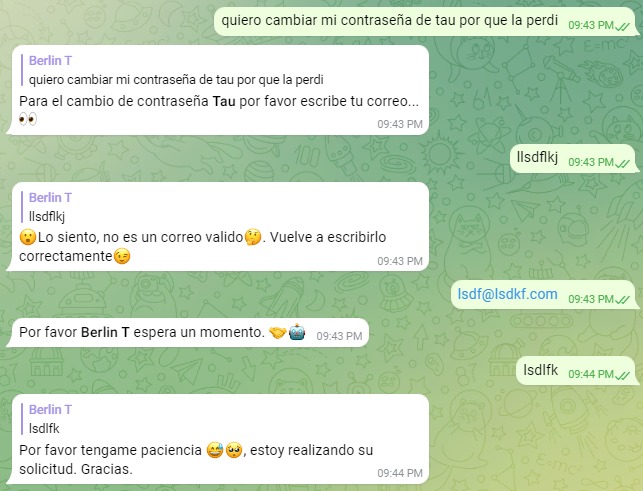 quiero cambiar mi contraseña de tau por que la perdi 09:43 PM
Berlin T
quiero cambiar mi contraseña de tau por que la perdi
Para el cambio de contraseña Tau por favor escribe tu correo...
👀 09:43 PM
llsdflkj 09:43 PM
Berlin T
llsdflkj
😮Lo siento, no es un correo valido🤔. Vuelve a escribirlo
correctamente😉 09:43 PM
lsdf@lsdkf.com 09:43 PM
Por favor Berlin T espera un momento. 🤝🤖 09:43 PM
lsdlfk 09:44 PM
Berlin T
lsdlfk
Por favor tengame paciencia 😅🥺, estoy realizando su
solicitud. Gracias. 09:44 PM